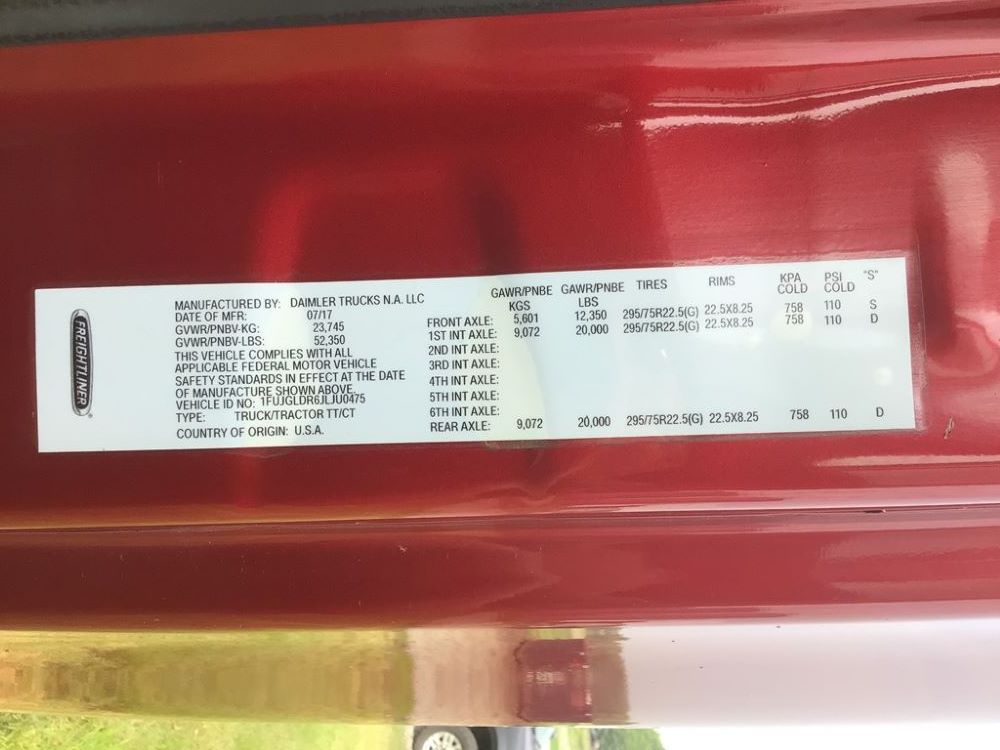 FREIGHTLINER
MANUFACTURED BY: DAIMLER TRUCKS N.A. LLC
DATE OF MFR: 07/17
GVWR/PNBV-KG: 23,745
GVWR/PNBV-LBS: 52,350
THIS VEHICLE COMPLIES WITH ALL
APPLICABLE FEDERAL MOTOR VEHICLE
SAFETY STANDARDS IN EFFECT AT THE DATE
OF MANUFACTURE SHOWN ABOVE
VEHICLE ID NO: 1FUJGLDR6JLJU0475
TYPE: TRUCK/TRACTOR TT/CT
COUNTRY OF ORIGIN: U.S.A.
GAWR/PNBE GAWR/PNBE TIRES RIMS KPA PSI "S"
KGS LBS COLD COLD
FRONT AXLE: 5,601 12,350 295/75R22.5(G) 22.5X8.25 758 110 S
1ST INT AXLE: 9,072 20,000 295/75R22.5(G) 22.5X8.25 758 110 D
2ND INT AXLE:
3RD INT AXLE:
4TH INT AXLE:
5TH INT AXLE:
6TH INT AXLE:
REAR AXLE: 9,072 20,000 295/75R22.5(G) 22.5X8.25 758 110 D